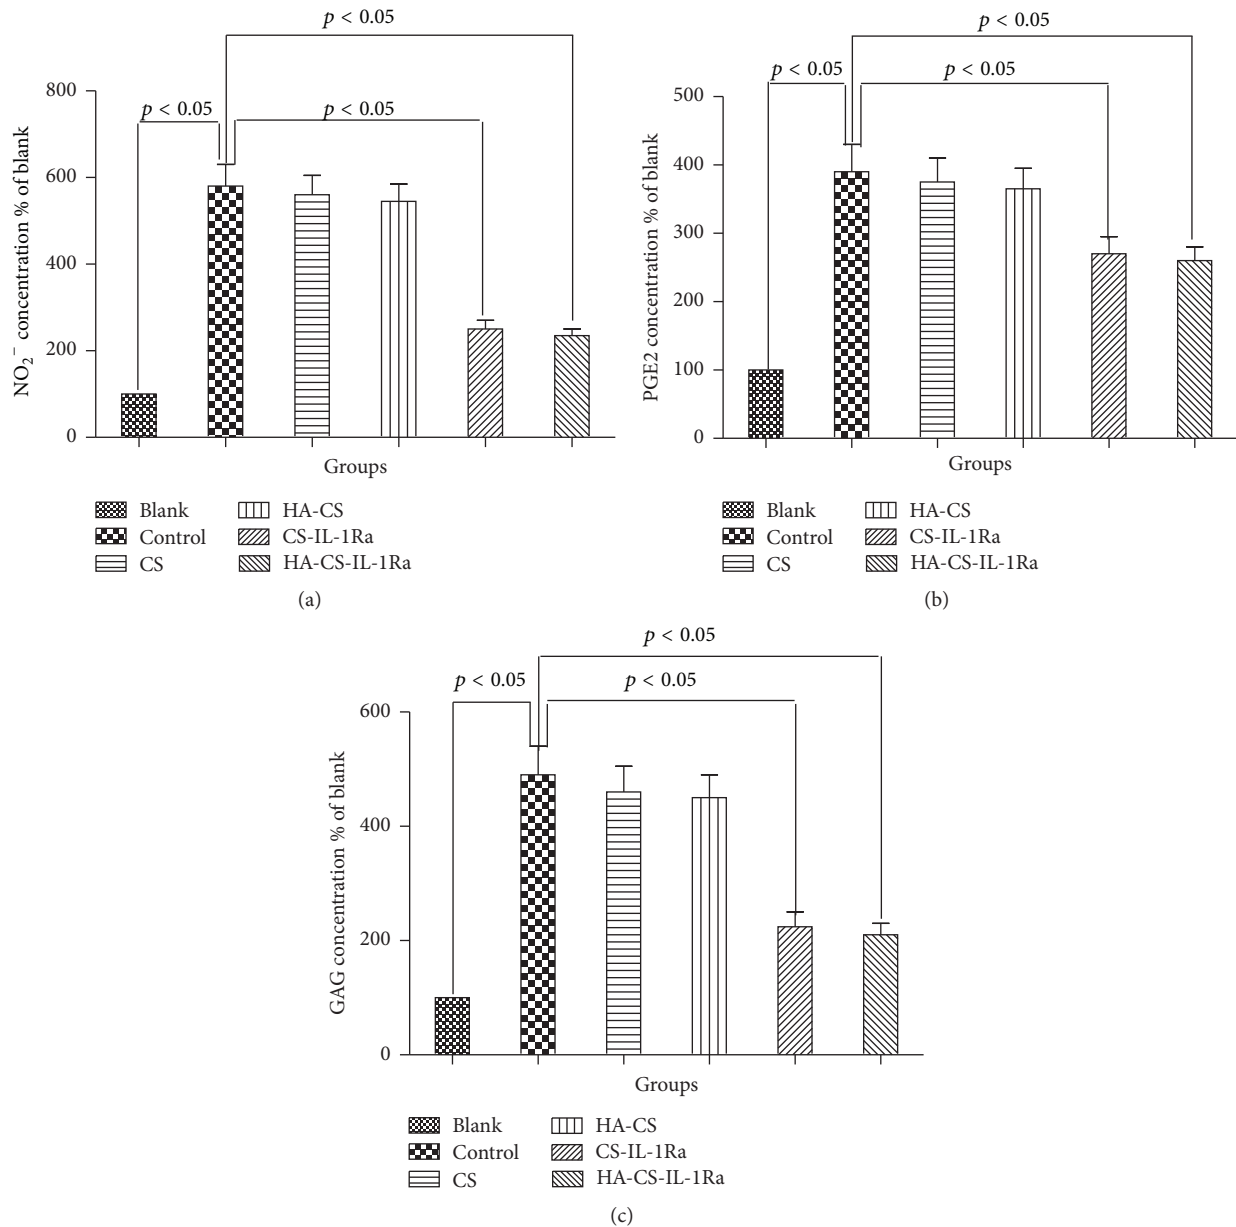 p < 0.05
p < 0.05
p < 0.05
NO₂⁻ concentration % of blank
800
600
400
200
0
Groups
Blank
Control
CS
HA-CS
CS-IL-1Ra
HA-CS-IL-1Ra
(a)
p < 0.05
p < 0.05
p < 0.05
PGE2 concentration % of blank
500
400
300
200
100
0
Groups
Blank
Control
CS
HA-CS
CS-IL-1Ra
HA-CS-IL-1Ra
(b)
p < 0.05
p < 0.05
p < 0.05
GAG concentration % of blank
600
400
200
0
Groups
Blank
Control
CS
HA-CS
CS-IL-1Ra
HA-CS-IL-1Ra
(c)